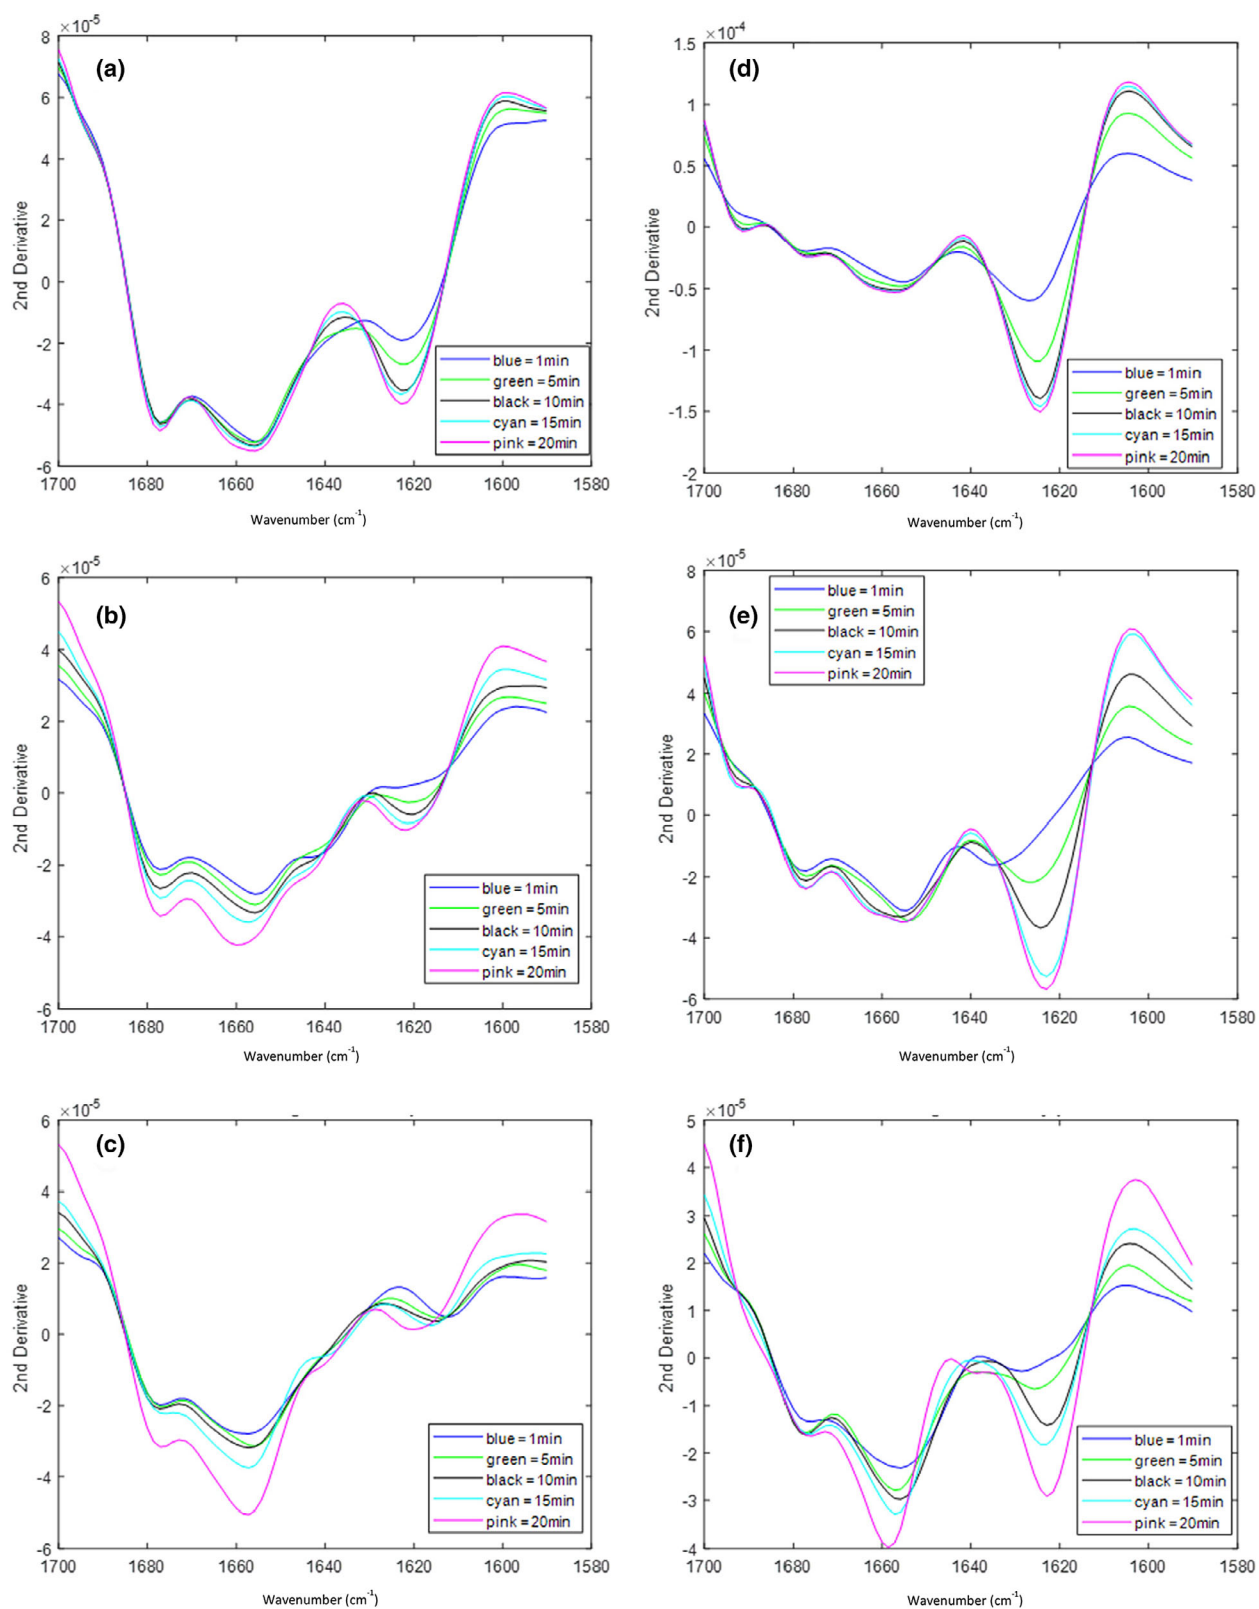 ×10⁻⁵
(a)
8
6
4
2
0
-2
-4
-6
2nd Derivative
blue = 1min
green = 5min
black = 10min
cyan = 15min
pink = 20min
1700 1680 1660 1640 1620 1600 1580
Wavenumber (cm⁻¹)
×10⁻⁴
(d)
1.5
1
0.5
0
-0.5
-1
-1.5
-2
2nd Derivative
blue = 1min
green = 5min
black = 10min
cyan = 15min
pink = 20min
1700 1680 1660 1640 1620 1600 1580
Wavenumber (cm⁻¹)
×10⁻⁵
(b)
6
4
2
0
-2
-4
-6
2nd Derivative
blue = 1min
green = 5min
black = 10min
cyan = 15min
pink = 20min
1700 1680 1660 1640 1620 1600 1580
Wavenumber (cm⁻¹)
×10⁻⁵
(e)
8
6
4
2
0
-2
-4
-6
2nd Derivative
blue = 1min
green = 5min
black = 10min
cyan = 15min
pink = 20min
1700 1680 1660 1640 1620 1600 1580
Wavenumber (cm⁻¹)
×10⁻⁵
(c)
6
4
2
0
-2
-4
-6
2nd Derivative
blue = 1min
green = 5min
black = 10min
cyan = 15min
pink = 20min
1700 1680 1660 1640 1620 1600 1580
Wavenumber (cm⁻¹)
×10⁻⁵
(f)
5
4
3
2
1
0
-1
-2
-3
-4
2nd Derivative
blue = 1min
green = 5min
black = 10min
cyan = 15min
pink = 20min
1700 1680 1660 1640 1620 1600 1580
Wavenumber (cm⁻¹)